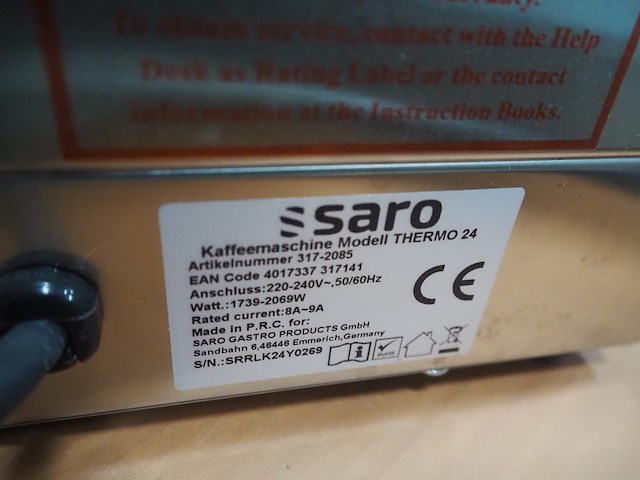 To obtain service, contact with the Help
Desk as Rating Label or the contact
information at the Instruction Books.
saro
Kaffeemaschine Modell THERMO 24
Artikelnummer 317-2085
EAN Code 4017337 317141
Anschluss:220-240V~,50/60Hz
Watt.:1739-2069W
Rated current:8A~9A
Made in P.R.C. for:
SARO GASTRO PRODUCTS GmbH
Sandbahn 6,46446 Emmerich,Germany
S/N.:SRRLK24Y0269
CE
RoHS